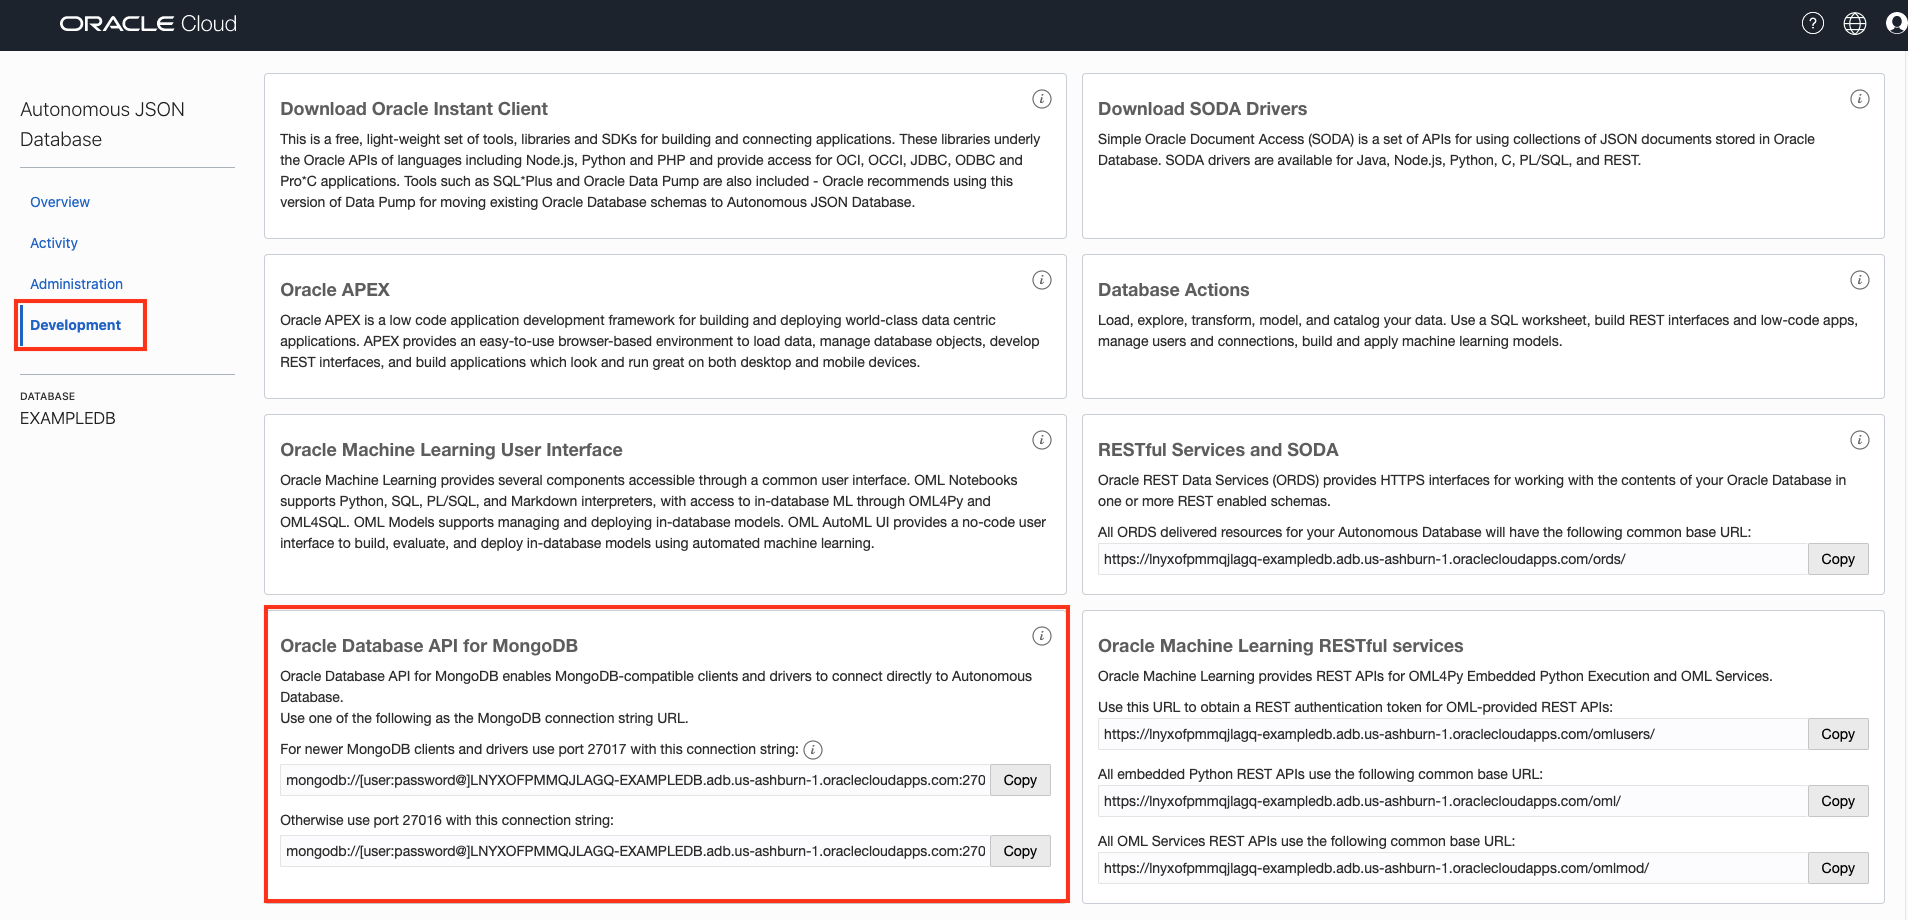 ORACLE Cloud
Autonomous JSON
Database
Overview
Activity
Administration
Development
DATABASE
EXAMPLEDB
Download Oracle Instant Client
This is a free, light-weight set of tools, libraries and SDKs for building and connecting applications. These libraries underly
the Oracle APIs of languages including Node.js, Python and PHP and provide access for OCI, OCCI, JDBC, ODBC and
Pro*C applications. Tools such as SQL*Plus and Oracle Data Pump are also included - Oracle recommends using this
version of Data Pump for moving existing Oracle Database schemas to Autonomous JSON Database.
Download SODA Drivers
Simple Oracle Document Access (SODA) is a set of APIs for using collections of JSON documents stored in Oracle
Database. SODA drivers are available for Java, Node.js, Python, C, PL/SQL, and REST.
Oracle APEX
Oracle APEX is a low code application development framework for building and deploying world-class data centric
applications. APEX provides an easy-to-use browser-based environment to load data, manage database objects, develop
REST interfaces, and build applications which look and run great on both desktop and mobile devices.
Database Actions
Load, explore, transform, model, and catalog your data. Use a SQL worksheet, build REST interfaces and low-code apps,
manage users and connections, build and apply machine learning models.
Oracle Machine Learning User Interface
Oracle Machine Learning provides several components accessible through a common user interface. OML Notebooks
supports Python, SQL, PL/SQL, and Markdown interpreters, with access to in-database ML through OML4Py and
OML4SQL. OML Models supports managing and deploying in-database models. OML AutoML UI provides a no-code user
interface to build, evaluate, and deploy in-database models using automated machine learning.
RESTful Services and SODA
Oracle REST Data Services (ORDS) provides HTTPS interfaces for working with the contents of your Oracle Database in
one or more REST enabled schemas.
All ORDS delivered resources for your Autonomous Database will have the following common base URL:
https://lnyxofpmmqjlagq-exampledb.adb.us-ashburn-1.oraclecloudapps.com/ords/ Copy
Oracle Database API for MongoDB
Oracle Database API for MongoDB enables MongoDB-compatible clients and drivers to connect directly to Autonomous
Database.
Use one of the following as the MongoDB connection string URL.
For newer MongoDB clients and drivers use port 27017 with this connection string:
mongodb://[user:password@]LNYXOFPMMQJLAGQ-EXAMPLEDB.adb.us-ashburn-1.oraclecloudapps.com:270 Copy
Otherwise use port 27016 with this connection string:
mongodb://[user:password@]LNYXOFPMMQJLAGQ-EXAMPLEDB.adb.us-ashburn-1.oraclecloudapps.com:270 Copy
Oracle Machine Learning RESTful services
Oracle Machine Learning provides REST APIs for OML4Py Embedded Python Execution and OML Services.
Use this URL to obtain a REST authentication token for OML-provided REST APIs:
https://lnyxofpmmqjlagq-exampledb.adb.us-ashburn-1.oraclecloudapps.com/omlusers/ Copy
All embedded Python REST APIs use the following common base URL:
https://lnyxofpmmqjlagq-exampledb.adb.us-ashburn-1.oraclecloudapps.com/oml/ Copy
All OML Services REST APIs use the following common base URL:
https://lnyxofpmmqjlagq-exampledb.adb.us-ashburn-1.oraclecloudapps.com/omlmod/ Copy